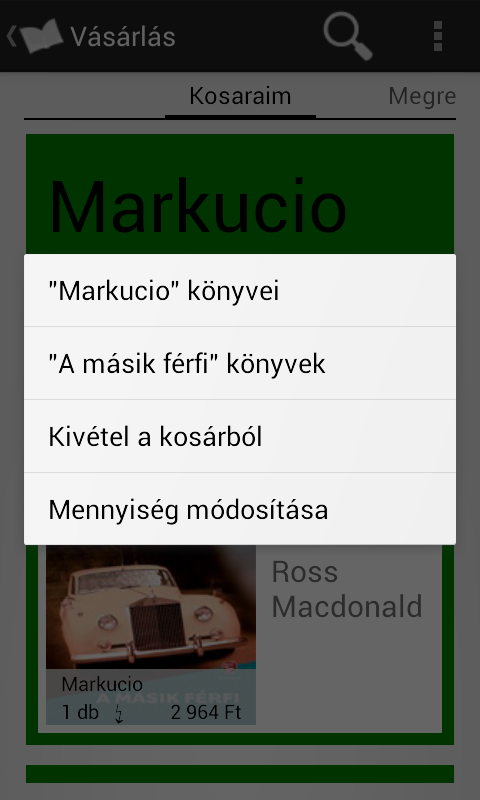 Vásárlás
Kosaraim
Megre
Markucio
"Markucio" könyvei
"A másik férfi" könyvek
Kivétel a kosárból
Mennyiség módosítása
Ross
Macdonald
Markucio
A MÁSIK FÉRFI
1 db
2 964 Ft